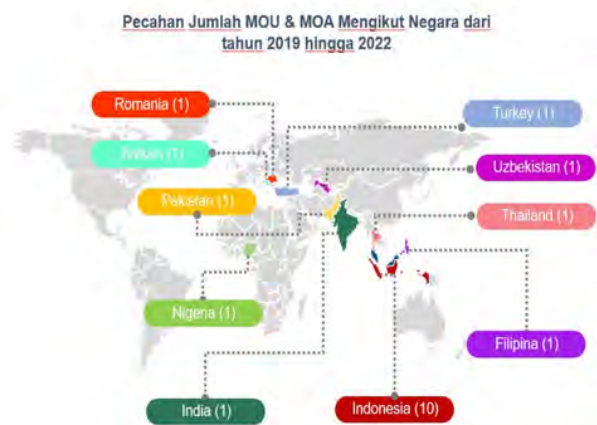 Pecahan Jumlah MOU & MOA Mengikut Negara dari
tahun 2019 hingga 2022
Romania (1)
Turkey (1)
(1)
Uzbekistan (1)
Pakistan (1)
Thailand (1)
Nigeria (1)
Filipina (1)
India (1)
Indonesia (10)